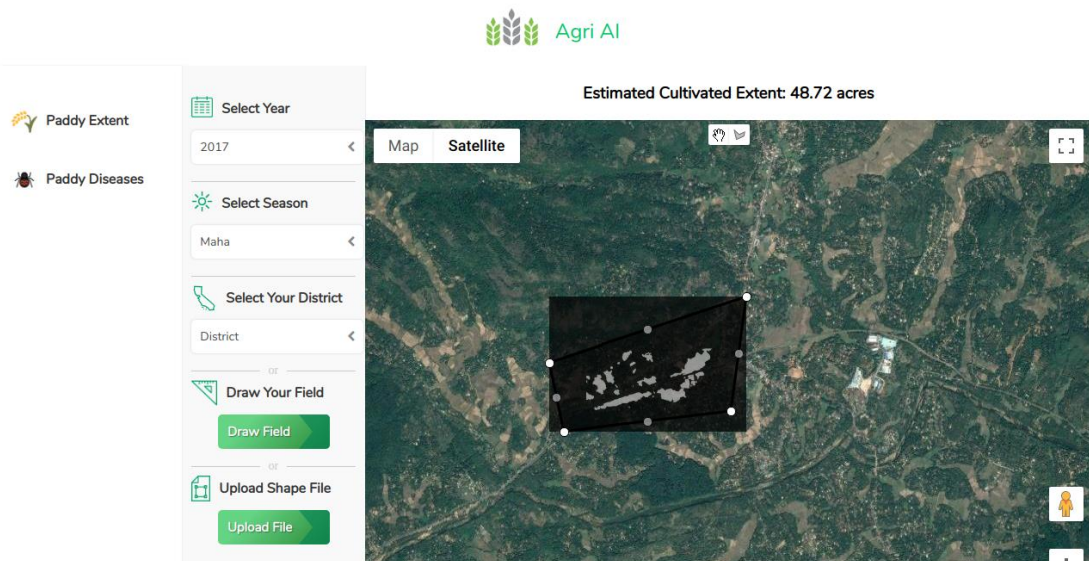 Agri AI
Paddy Extent
Paddy Diseases
Select Year
2017
Select Season
Maha
Select Your District
District
or
Draw Your Field
Draw Field
or
Upload Shape File
Upload File
Estimated Cultivated Extent: 48.72 acres
Map Satellite